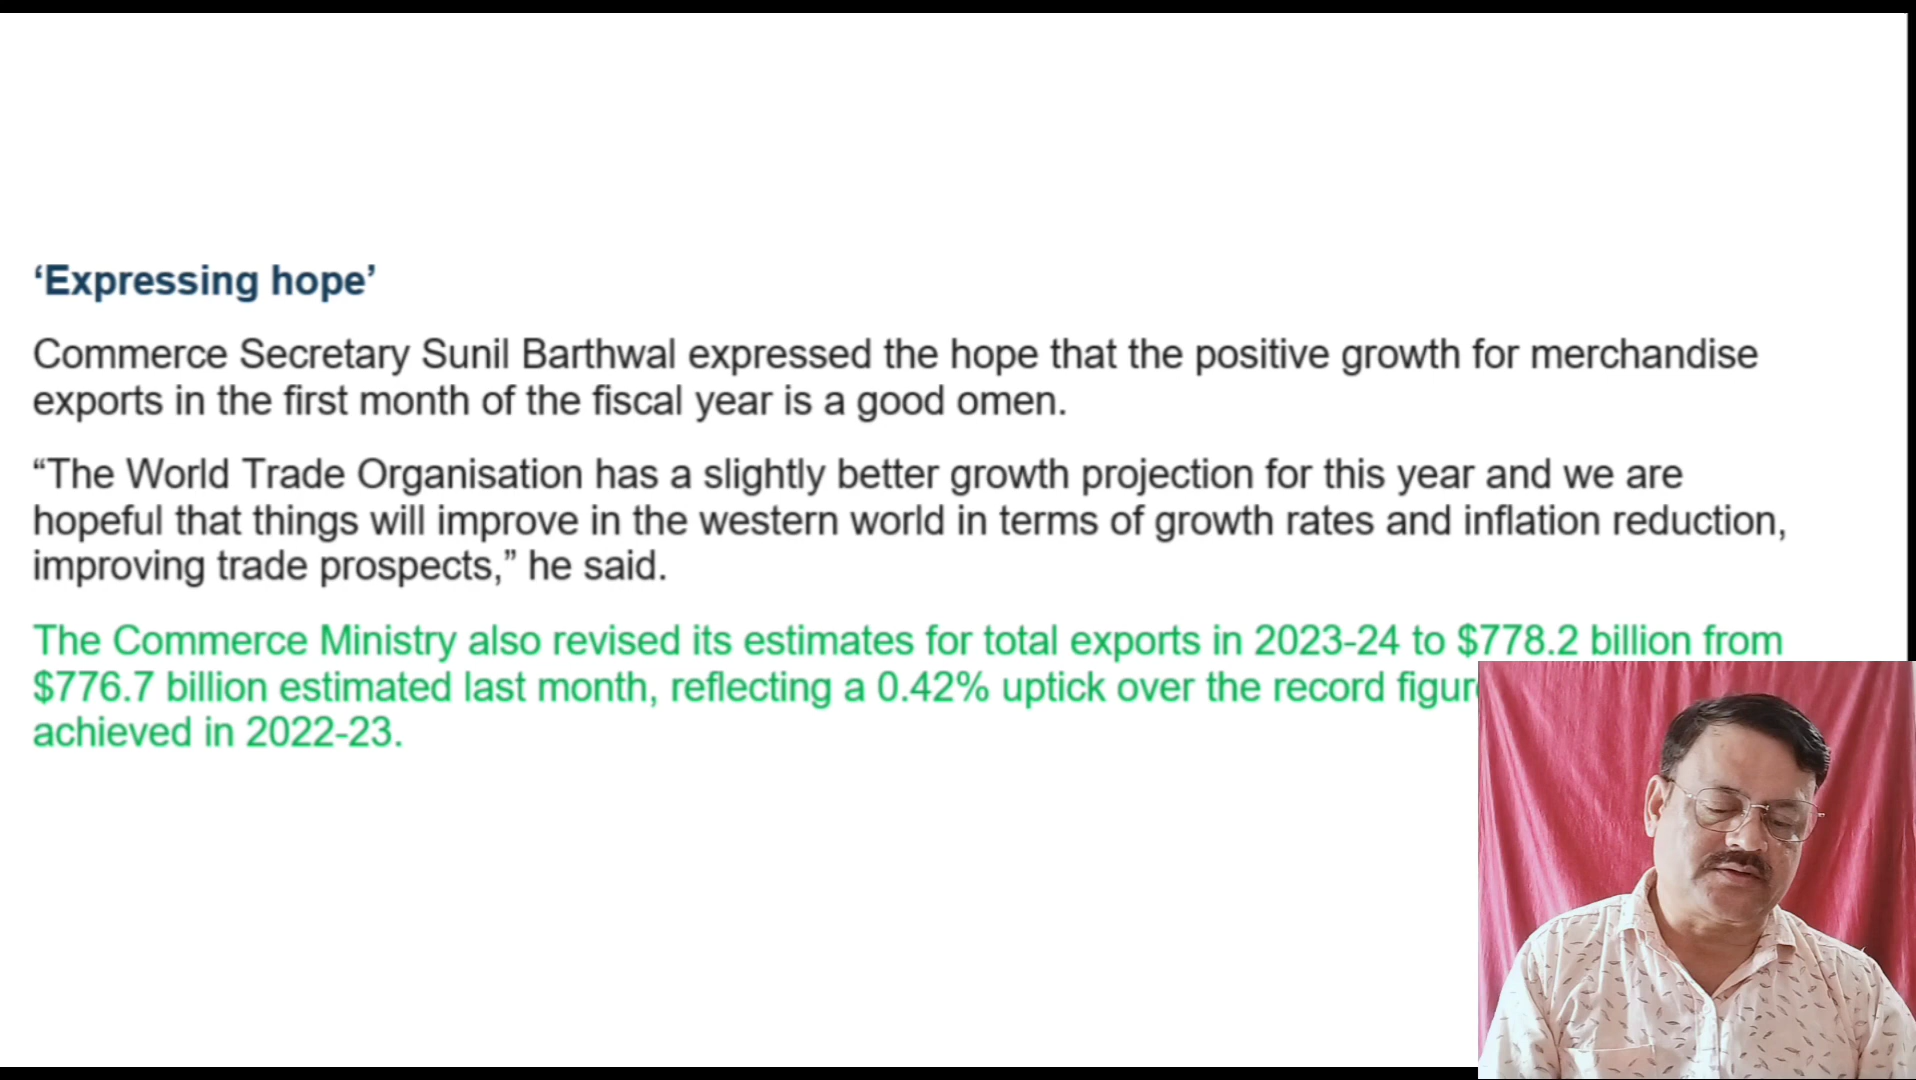 ‘Expressing hope’
Commerce Secretary Sunil Barthwal expressed the hope that the positive growth for merchandise
exports in the first month of the fiscal year is a good omen.
“The World Trade Organisation has a slightly better growth projection for this year and we are
hopeful that things will improve in the western world in terms of growth rates and inflation reduction,
improving trade prospects,” he said.
The Commerce Ministry also revised its estimates for total exports in 2023-24 to $778.2 billion from
$776.7 billion estimated last month, reflecting a 0.42% uptick over the record
achieved in 2022-23.